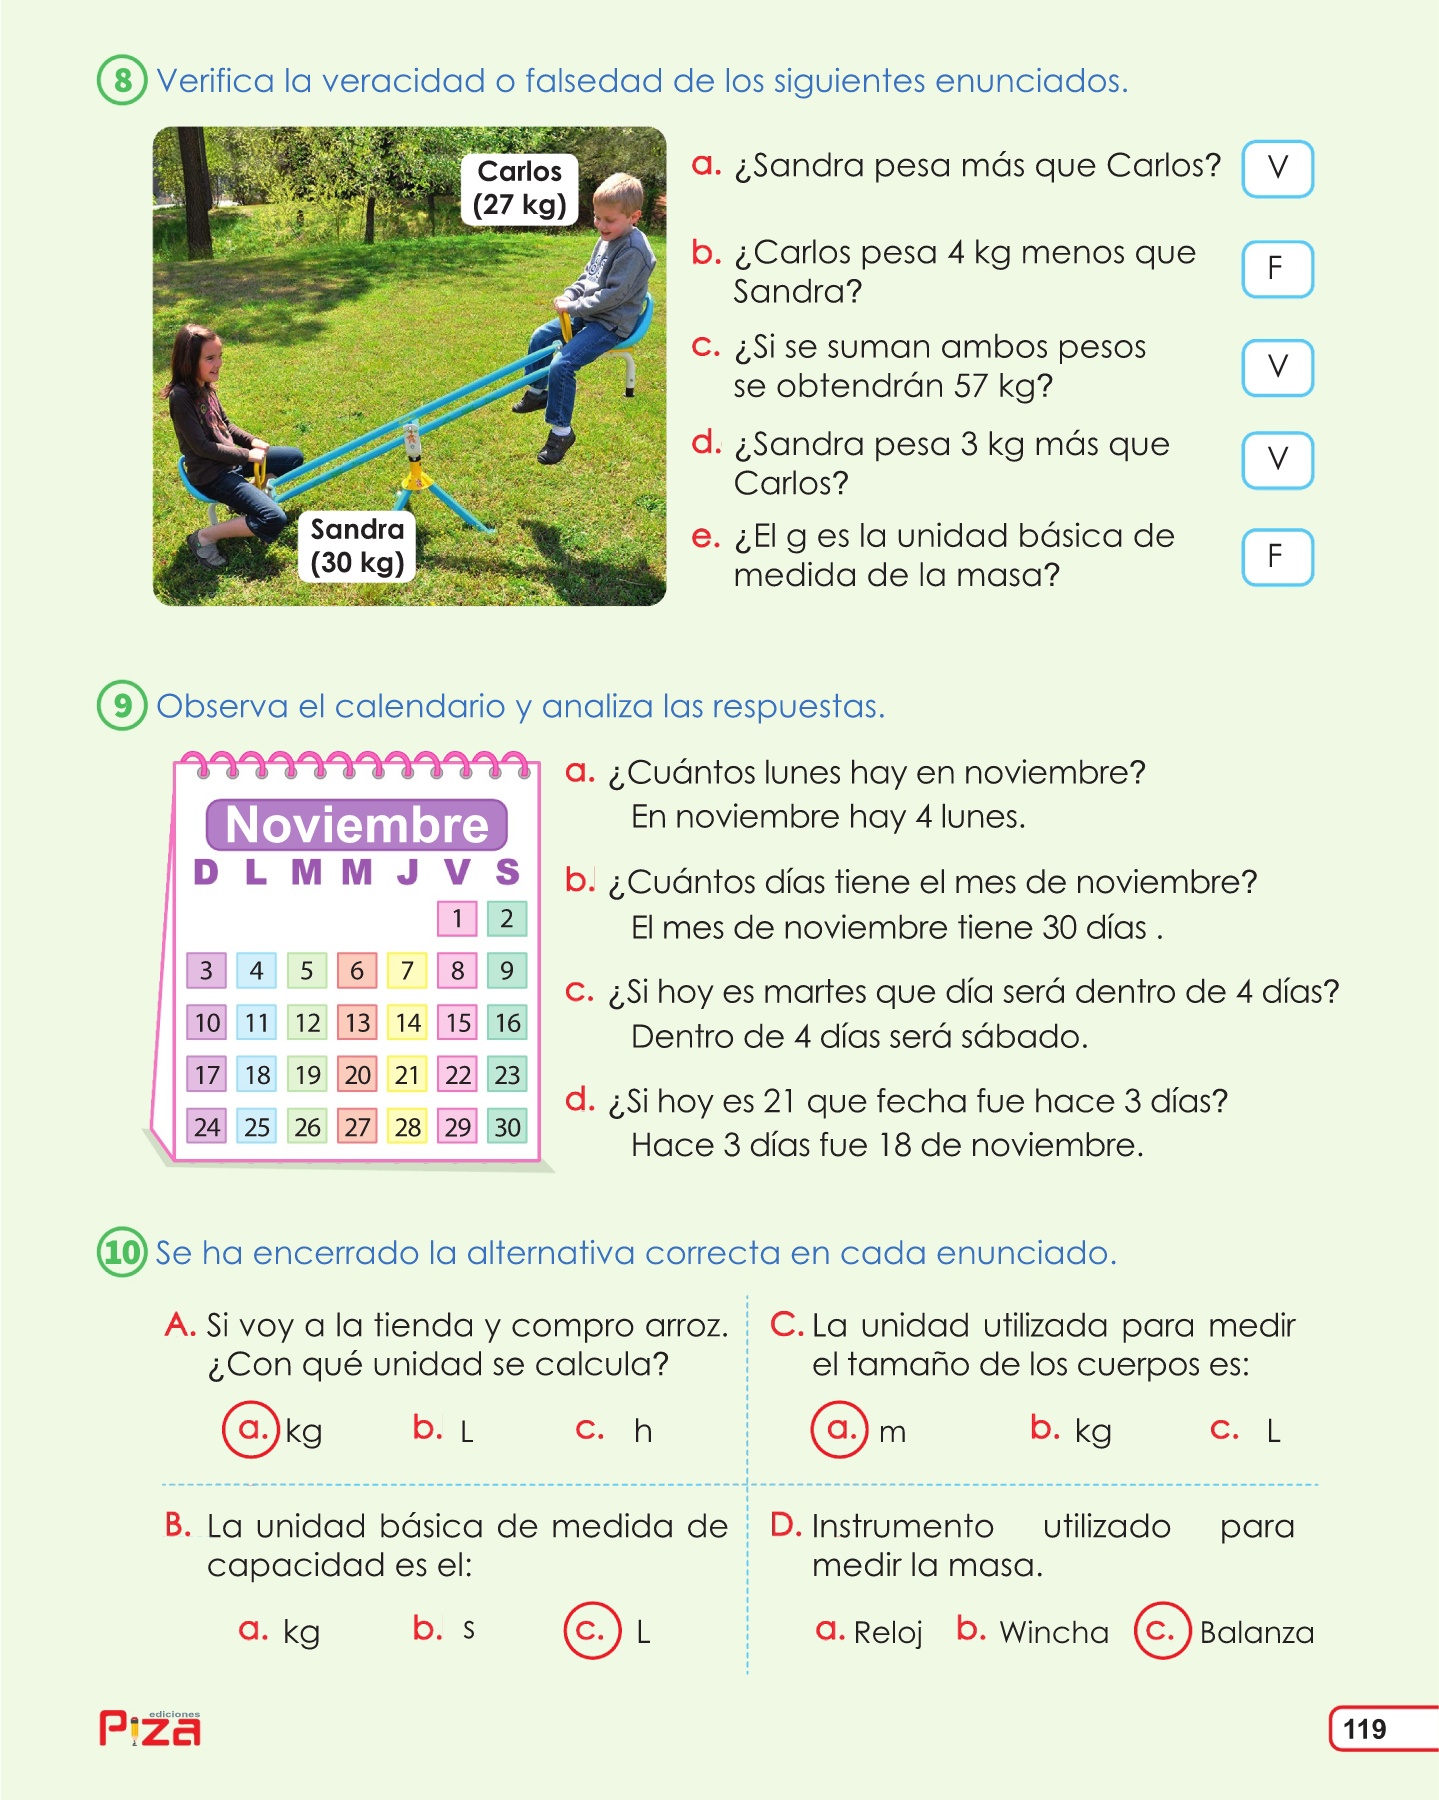 8 Verifica la veracidad o falsedad de los siguientes enunciados.
Carlos
(27 kg)
Sandra
(30 kg)
a. ¿Sandra pesa más que Carlos? V
b. ¿Carlos pesa 4 kg menos que
Sandra? F
c. ¿Si se suman ambos pesos
se obtendrán 57 kg? V
d. ¿Sandra pesa 3 kg más que
Carlos? V
e. ¿El g es la unidad básica de
medida de la masa? F
9 Observa el calendario y analiza las respuestas.
Noviembre
D L M M J V S
1 2
3 4 5 6 7 8 9
10 11 12 13 14 15 16
17 18 19 20 21 22 23
24 25 26 27 28 29 30
a. ¿Cuántos lunes hay en noviembre?
En noviembre hay 4 lunes.
b. ¿Cuántos días tiene el mes de noviembre?
El mes de noviembre tiene 30 días .
c. ¿Si hoy es martes que día será dentro de 4 días?
Dentro de 4 días será sábado.
d. ¿Si hoy es 21 que fecha fue hace 3 días?
Hace 3 días fue 18 de noviembre.
10 Se ha encerrado la alternativa correcta en cada enunciado.
A. Si voy a la tienda y compro arroz.
¿Con qué unidad se calcula?
a. kg b. L c. h
B. La unidad básica de medida de
capacidad es el:
a. kg b. s c. L
C. La unidad utilizada para medir
el tamaño de los cuerpos es:
a. m b. kg c. L
D. Instrumento utilizado para
medir la masa.
a. Reloj b. Wincha c. Balanza
ediciones
Piza
119